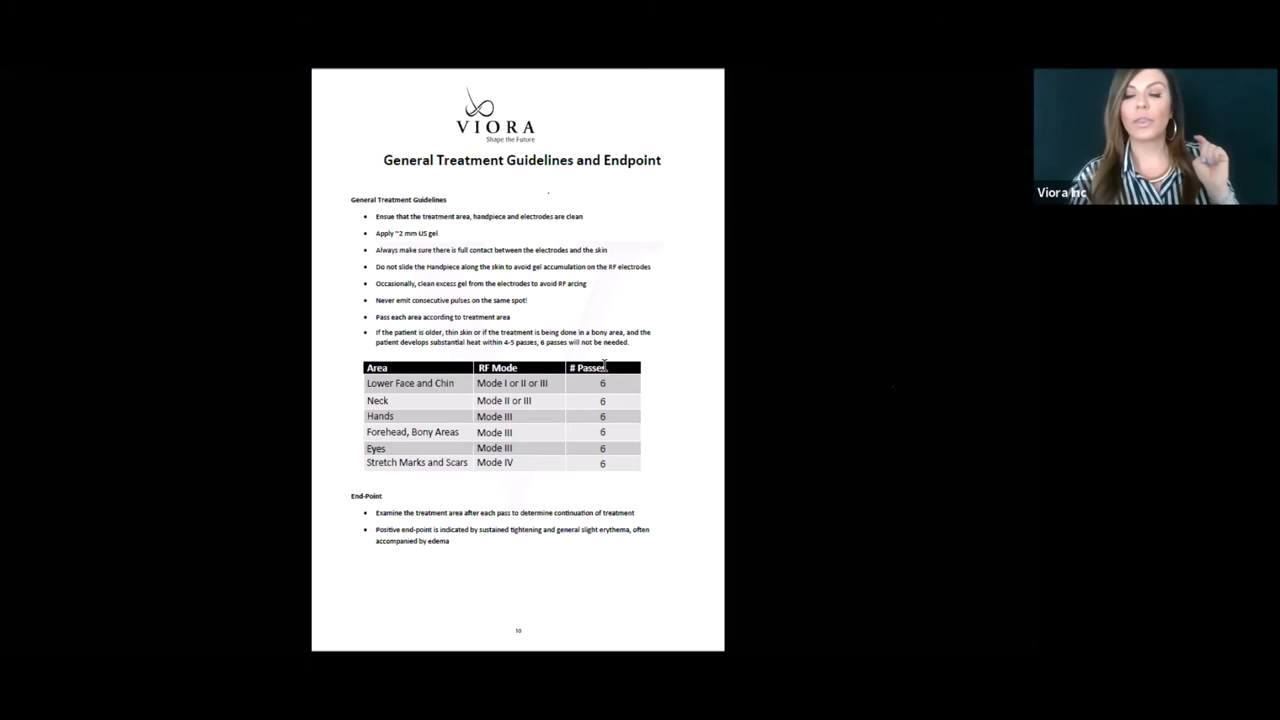 VIORA
Shape the Future
General Treatment Guidelines and Endpoint
General Treatment Guidelines
• Ensue that the treatment area, handpiece and electrodes are clean
• Apply ~2 mm US gel
• Always make sure there is full contact between the electrodes and the skin
• Do not slide the Handpiece along the skin to avoid gel accumulation on the RF electrodes
• Occasionally, clean excess gel from the electrodes to avoid RF arcing
• Never emit consecutive pulses on the same spot!
• Pass each area according to treatment area
• If the patient is older, thin skin or if the treatment is being done in a bony area, and the
patient develops substantial heat within 4-5 passes, 6 passes will not be needed.
Area RF Mode # Passes
Lower Face and Chin Mode I or II or III 6
Neck Mode II or III 6
Hands Mode III 6
Forehead, Bony Areas Mode III 6
Eyes Mode III 6
Stretch Marks and Scars Mode IV 6
End-Point
• Examine the treatment area after each pass to determine continuation of treatment
• Positive end-point is indicated by sustained tightening and general slight erythema, often
accompanied by edema
10
Viora Inc